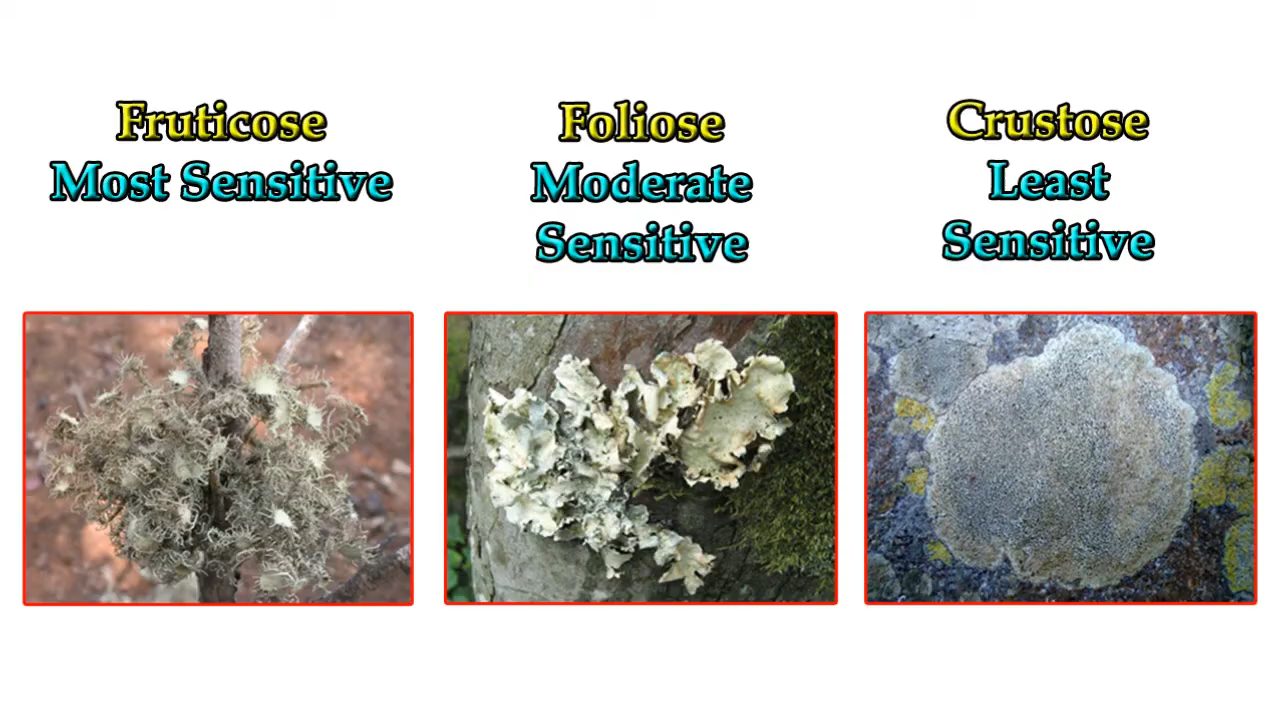 Fruticose
Most Sensitive
Foliose
Moderate
Sensitive
Crustose
Least
Sensitive